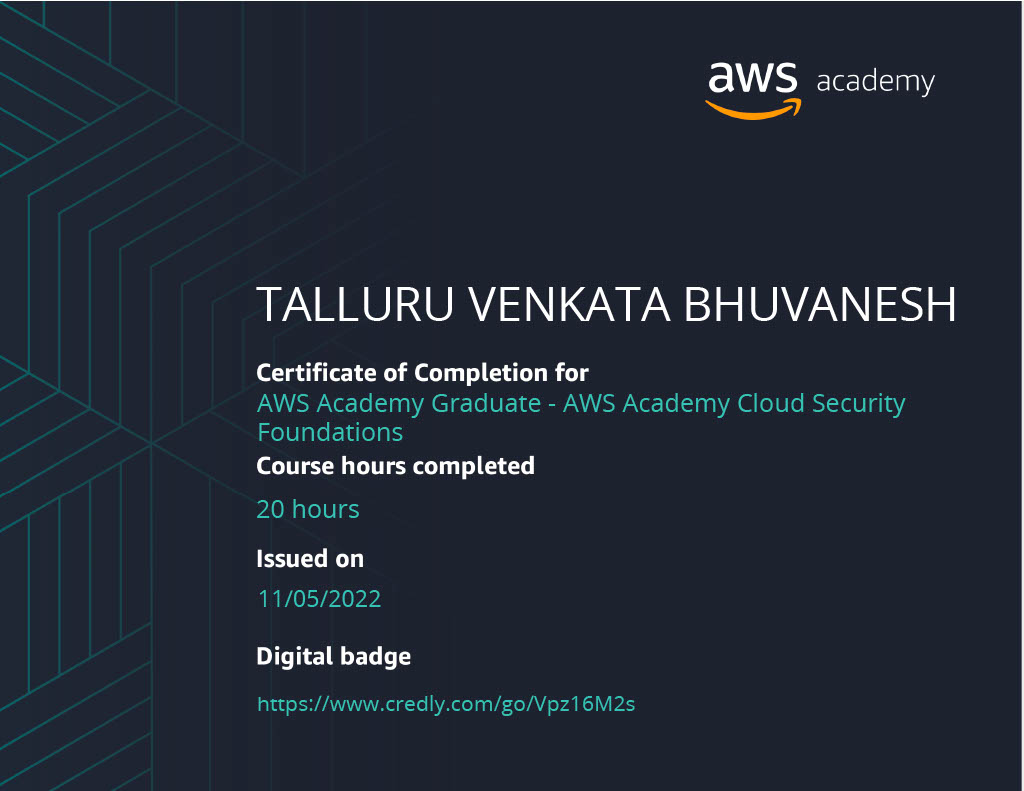 aws academy
TALLURU VENKATA BHUVANESH
Certificate of Completion for
AWS Academy Graduate - AWS Academy Cloud Security
Foundations
Course hours completed
20 hours
Issued on
11/05/2022
Digital badge
https://www.credly.com/go/Vpz16M2s